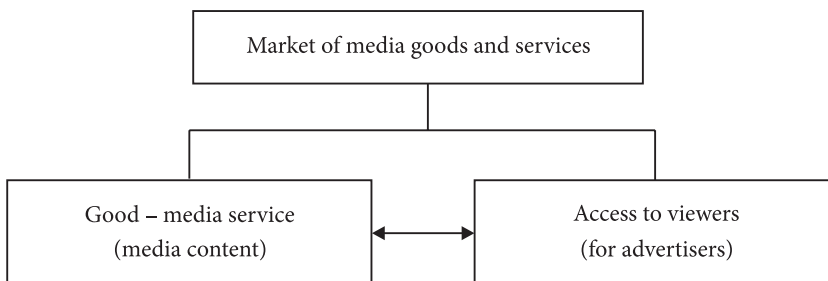 Market of media goods and services
Good – media service
(media content)
Access to viewers
(for advertisers)